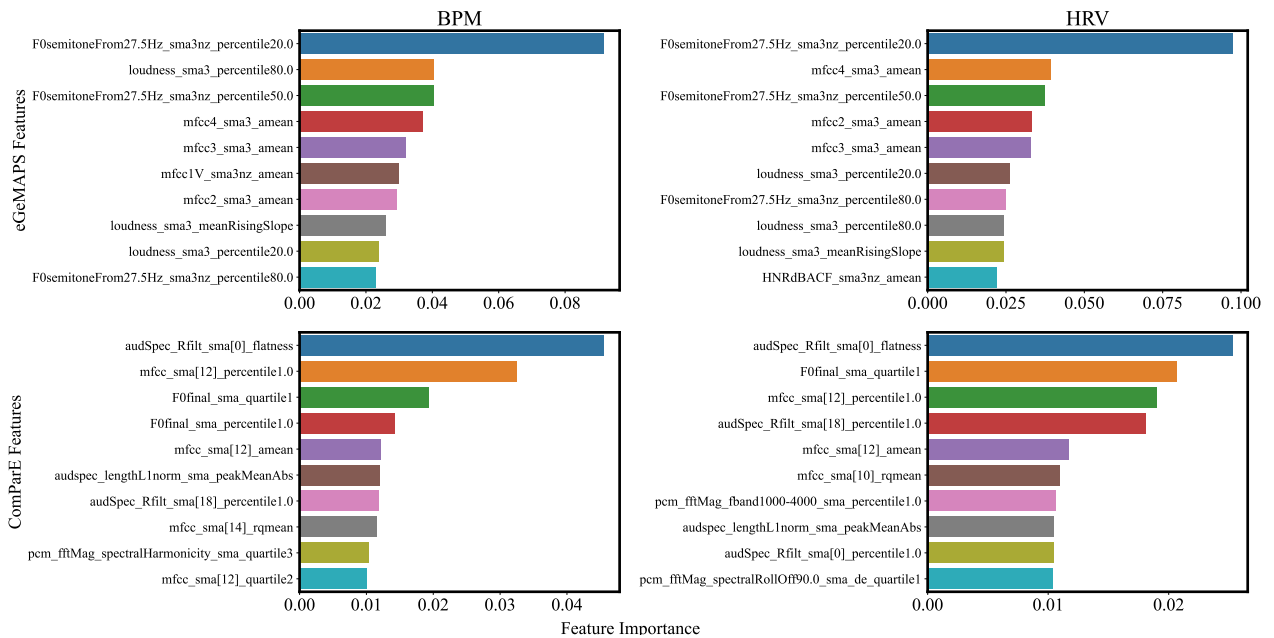 BPM
F0semitoneFrom27.5Hz_sma3nz_percentile20.0
loudness_sma3_percentile80.0
F0semitoneFrom27.5Hz_sma3nz_percentile50.0
mfcc4_sma3_amean
mfcc3_sma3_amean
mfcc1V_sma3nz_amean
mfcc2_sma3_amean
loudness_sma3_meanRisingSlope
loudness_sma3_percentile20.0
F0semitoneFrom27.5Hz_sma3nz_percentile80.0
eGeMAPS Features
0.00 0.02 0.04 0.06 0.08
HRV
F0semitoneFrom27.5Hz_sma3nz_percentile20.0
mfcc4_sma3_amean
F0semitoneFrom27.5Hz_sma3nz_percentile50.0
mfcc2_sma3_amean
mfcc3_sma3_amean
loudness_sma3_percentile20.0
F0semitoneFrom27.5Hz_sma3nz_percentile80.0
loudness_sma3_percentile80.0
loudness_sma3_meanRisingSlope
HNRdBACF_sma3nz_amean
0.000 0.025 0.050 0.075 0.100
audSpec_Rfilt_sma[0]_flatness
mfcc_sma[12]_percentile1.0
F0final_sma_quartile1
F0final_sma_percentile1.0
mfcc_sma[12]_amean
audspec_lengthL1norm_sma_peakMeanAbs
audSpec_Rfilt_sma[18]_percentile1.0
mfcc_sma[14]_rqmean
pcm_fftMag_spectralHarmonicity_sma_quartile3
mfcc_sma[12]_quartile2
ComParE Features
0.00 0.01 0.02 0.03 0.04
audSpec_Rfilt_sma[0]_flatness
F0final_sma_quartile1
mfcc_sma[12]_percentile1.0
audSpec_Rfilt_sma[18]_percentile1.0
mfcc_sma[12]_amean
mfcc_sma[10]_rqmean
pcm_fftMag_fband1000-4000_sma_percentile1.0
audspec_lengthL1norm_sma_peakMeanAbs
audSpec_Rfilt_sma[0]_percentile1.0
pcm_fftMag_spectralRollOff90.0_sma_de_quartile1
0.00 0.01 0.02
Feature Importance